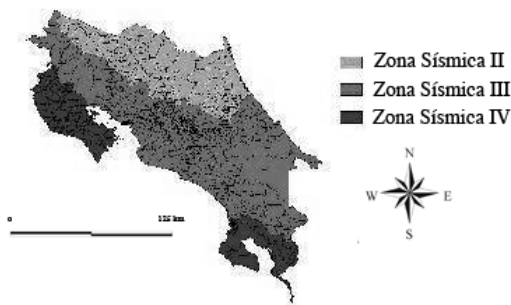 Zona Sísmica II
Zona Sísmica III
Zona Sísmica IV
N
W E
S
0 125 km